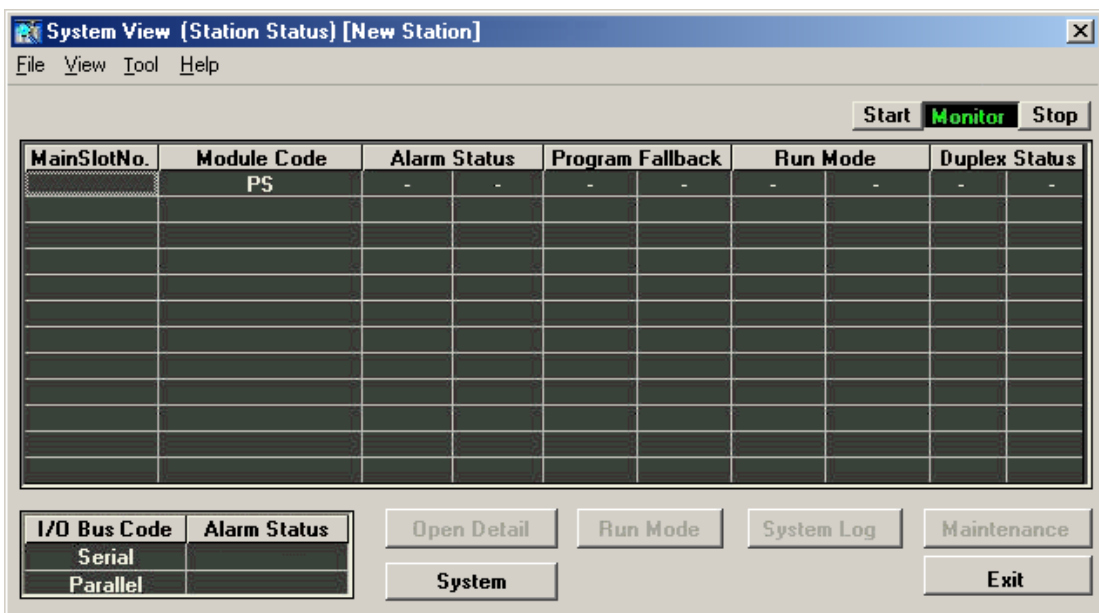 System View (Station Status) [New Station]
File View Tool Help
Start Monitor Stop
MainSlotNo. Module Code Alarm Status Program Fallback Run Mode Duplex Status
PS - - - - - - - -
I/O Bus Code Alarm Status
Serial
Parallel
Open Detail Run Mode System Log Maintenance
System Exit